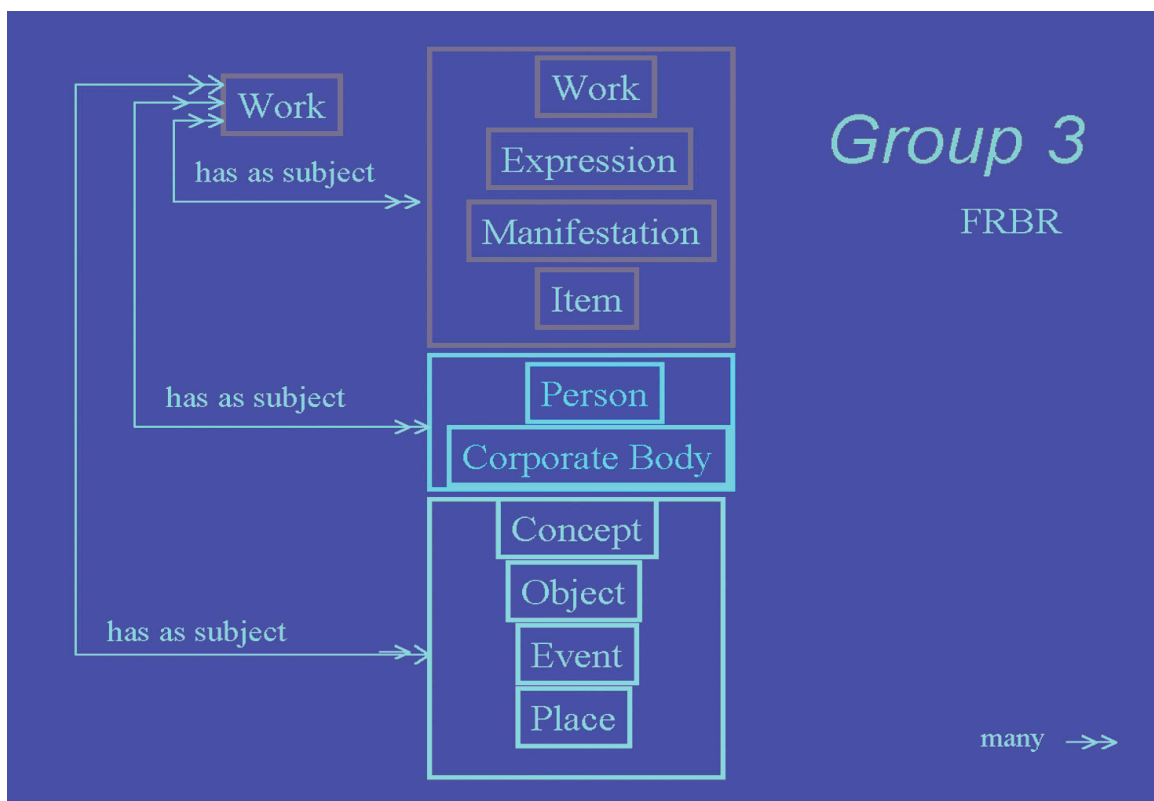 Group 3
FRBR
Work
has as subject
Work
Expression
Manifestation
Item
has as subject
Person
Corporate Body
has as subject
Concept
Object
Event
Place
many